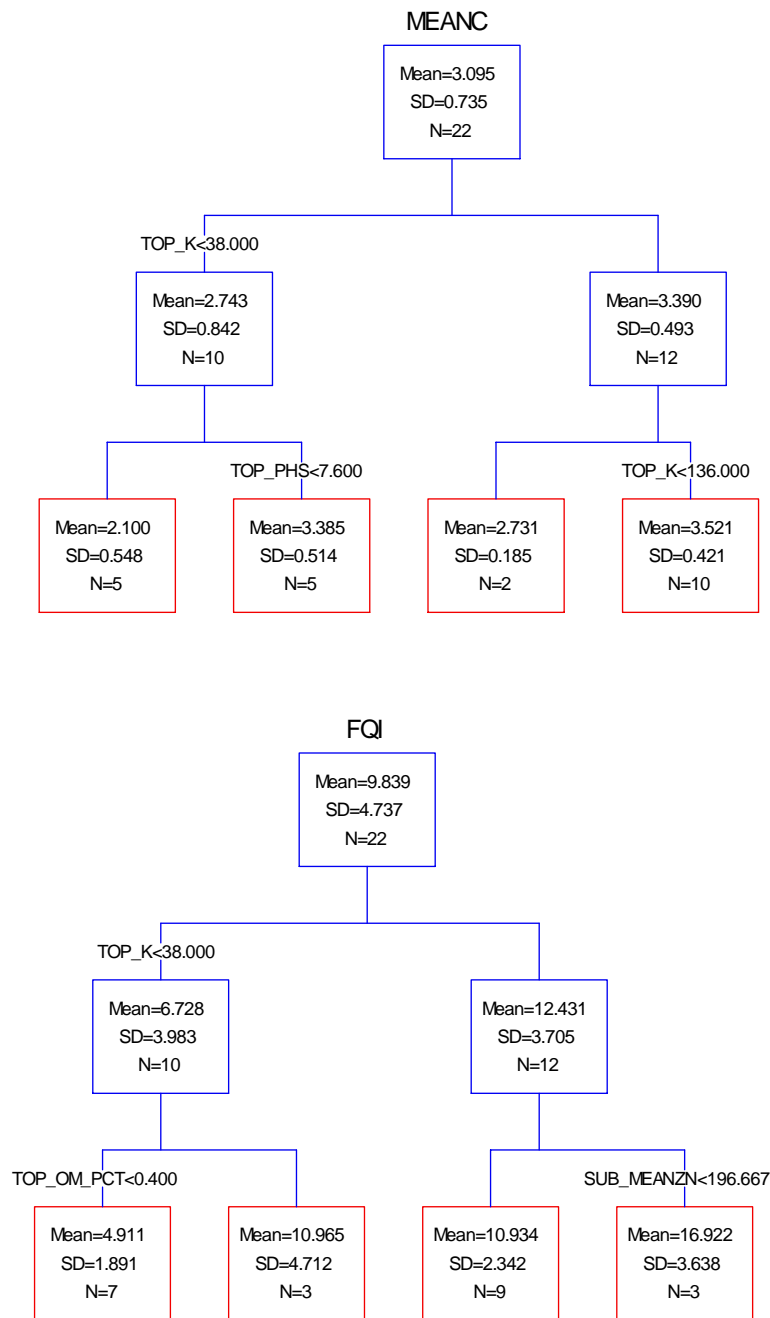 MEANC
Mean=3.095
SD=0.735
N=22
TOP_K<38.000
Mean=2.743
SD=0.842
N=10
Mean=3.390
SD=0.493
N=12
TOP_PHS<7.600
TOP_K<136.000
Mean=2.100
SD=0.548
N=5
Mean=3.385
SD=0.514
N=5
Mean=2.731
SD=0.185
N=2
Mean=3.521
SD=0.421
N=10
FQI
Mean=9.839
SD=4.737
N=22
TOP_K<38.000
Mean=6.728
SD=3.983
N=10
Mean=12.431
SD=3.705
N=12
TOP_OM_PCT<0.400
SUB_MEANZN<196.667
Mean=4.911
SD=1.891
N=7
Mean=10.965
SD=4.712
N=3
Mean=10.934
SD=2.342
N=9
Mean=16.922
SD=3.638
N=3